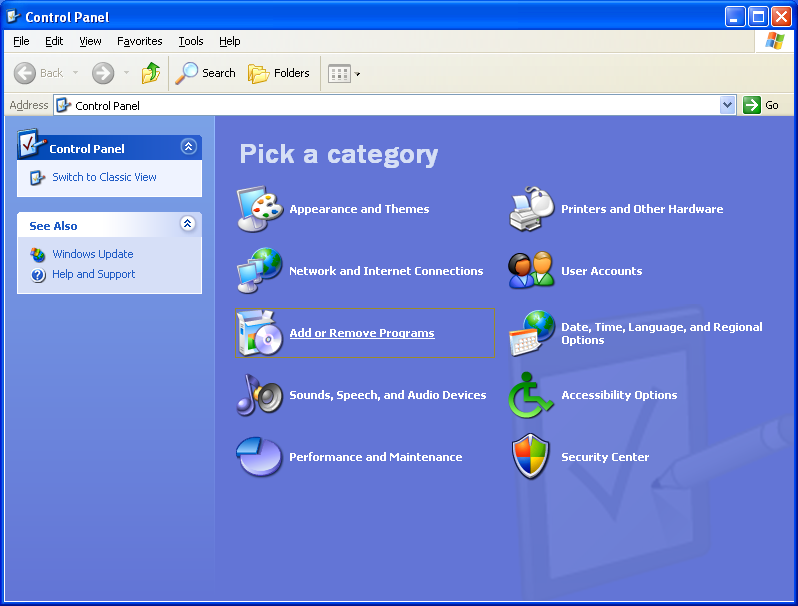 Control Panel
File Edit View Favorites Tools Help
Back Search Folders
Address Control Panel Go
Control Panel
Switch to Classic View
See Also
Windows Update
Help and Support
Pick a category
Appearance and Themes
Printers and Other Hardware
Network and Internet Connections
User Accounts
Add or Remove Programs
Date, Time, Language, and Regional
Options
Sounds, Speech, and Audio Devices
Accessibility Options
Performance and Maintenance
Security Center